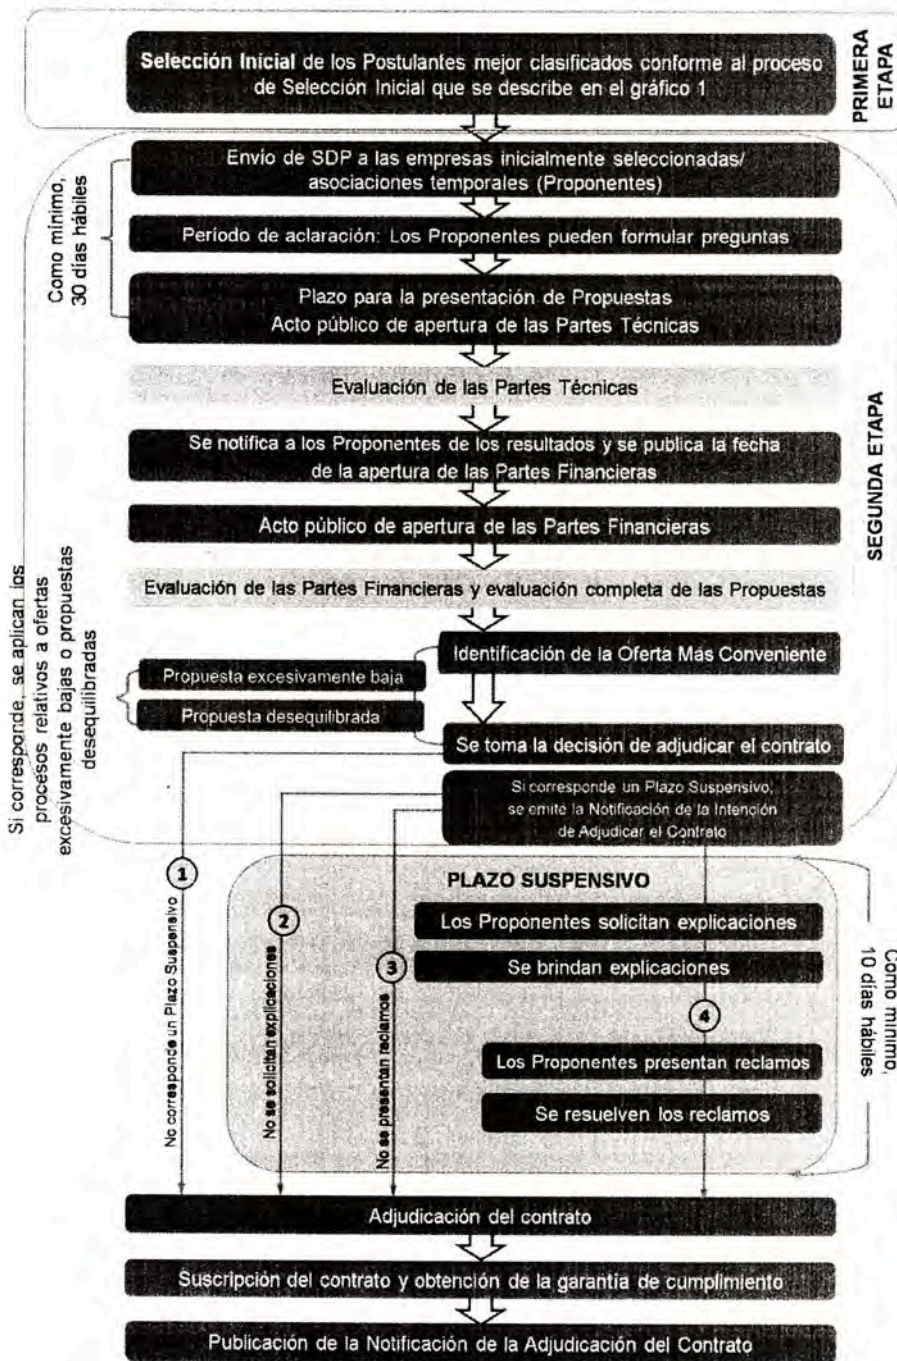 Selección Inicial de los Postulantes mejor clasificados conforme al proceso
de Selección Inicial que se describe en el gráfico 1
PRIMERA
ETAPA
Envío de SDP a las empresas inicialmente seleccionadas/
asociaciones temporales (Proponentes)
Como mínimo,
30 días hábiles
Período de aclaración: Los Proponentes pueden formular preguntas
Plazo para la presentación de Propuestas
Acto público de apertura de las Partes Técnicas
Evaluación de las Partes Técnicas
Se notifica a los Proponentes de los resultados y se publica la fecha
de la apertura de las Partes Financieras
SEGUNDA ETAPA
Acto público de apertura de las Partes Financieras
Evaluación de las Partes Financieras y evaluación completa de las Propuestas
Identificación de la Oferta Más Conveniente
Si corresponde, se aplican los
procesos relativos a ofertas
excesivamente bajas o propuestas
desequilibradas
Propuesta excesivamente baja
Propuesta desequilibrada
Se toma la decisión de adjudicar el contrato
Si corresponde un Plazo Suspensivo,
se emite la Notificación de la Intención
de Adjudicar el Contrato
1
No corresponde un Plazo Suspensivo
2
No se solicitan explicaciones
3
No se presentan reclamos
PLAZO SUSPENSIVO
Los Proponentes solicitan explicaciones
Se brindan explicaciones
4
Los Proponentes presentan reclamos
Se resuelven los reclamos
Como mínimo,
10 días hábiles
Adjudicación del contrato
Suscripción del contrato y obtención de la garantía de cumplimiento
Publicación de la Notificación de la Adjudicación del Contrato